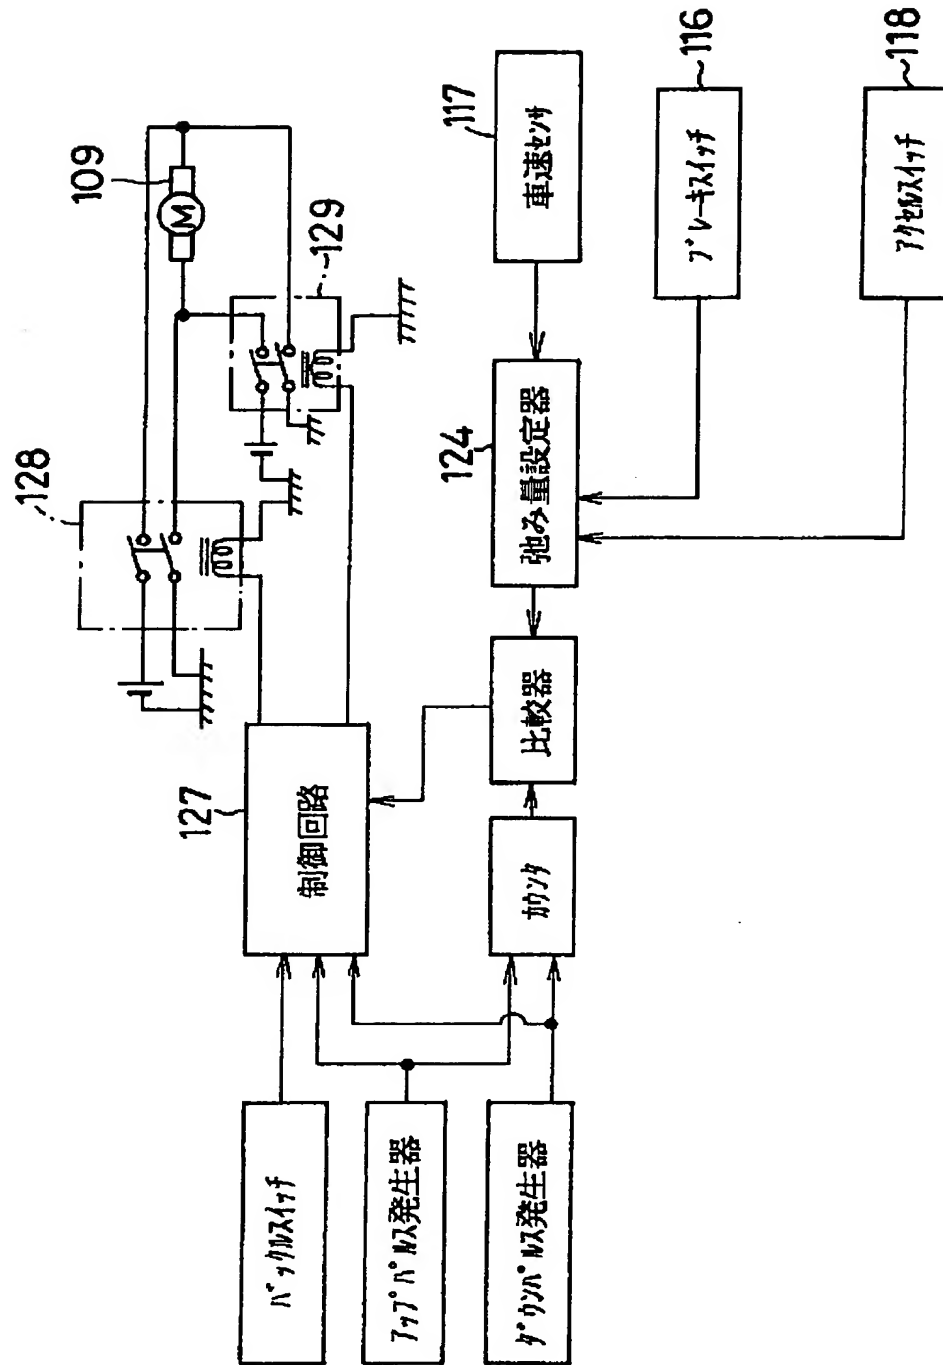 128
109
M
129
127
制御回路
バックルスイッチ
アップパルス発生器
ダウンパルス発生器
カウンタ
比較器
124
弛み量設定器
117
車速センサ
ブレーキスイッチ
116
アクセルスイッチ
118